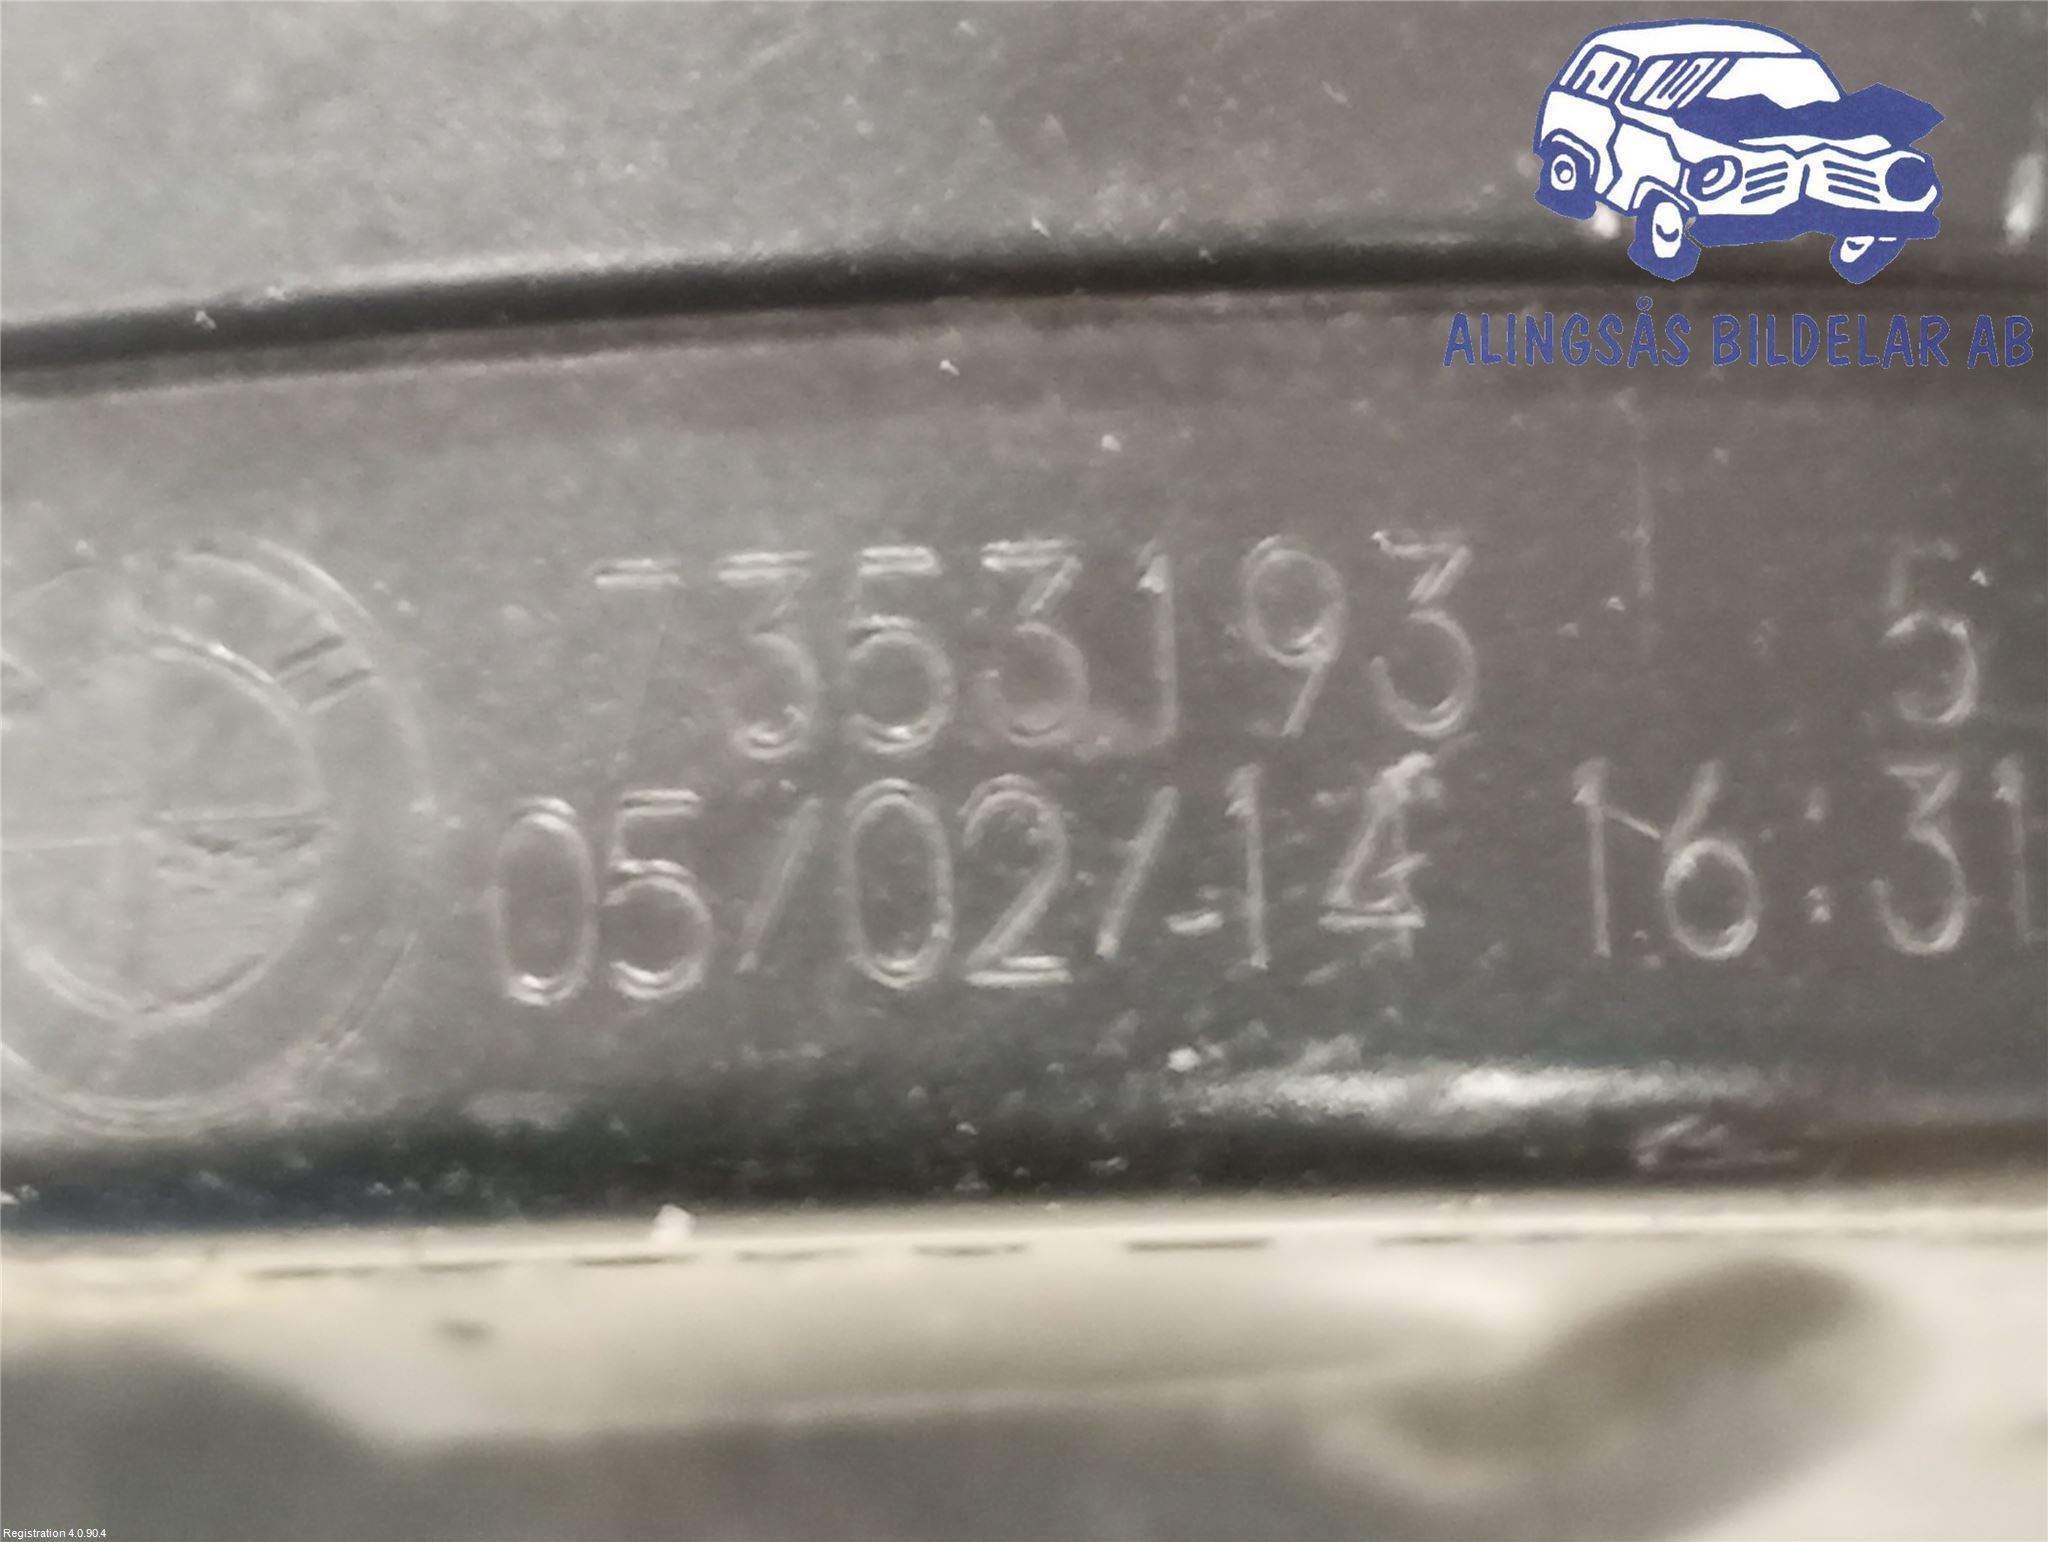 ALINGSÅS BILDELAR AB
7353193 5
05/02/14 16:31
Registration 4.0.90.4